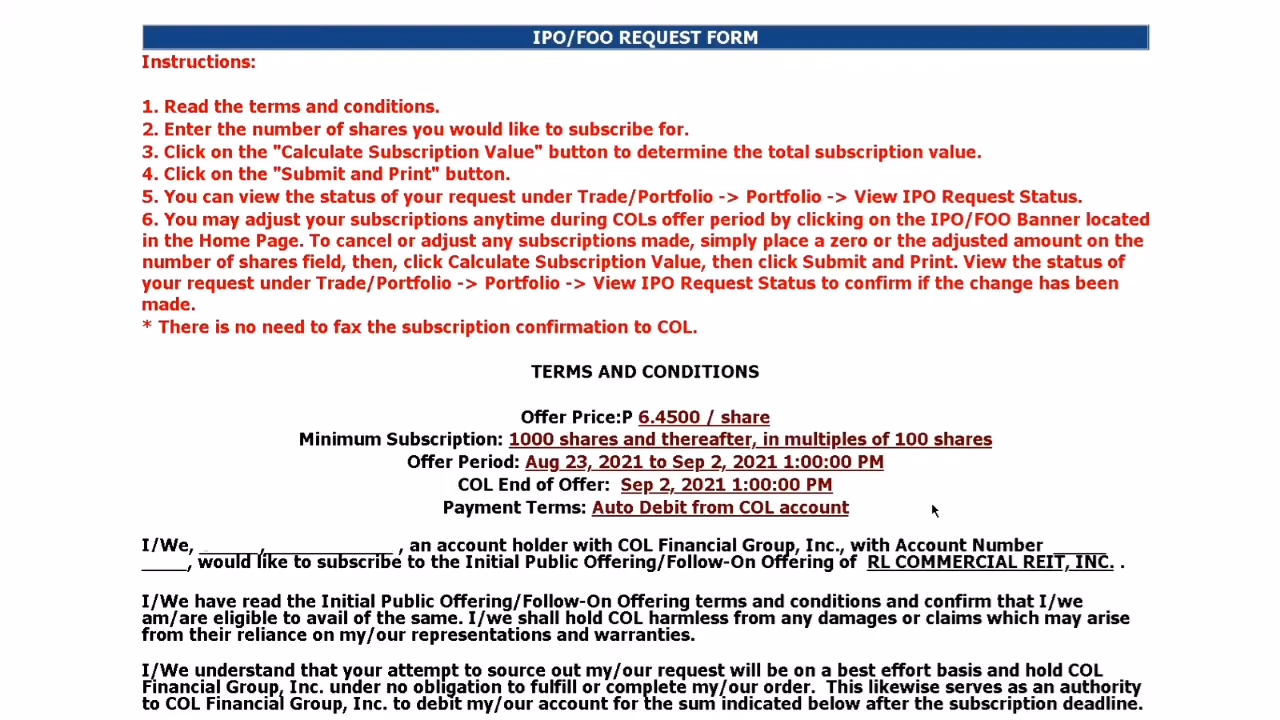 IPO/FOO REQUEST FORM
Instructions:
1. Read the terms and conditions.
2. Enter the number of shares you would like to subscribe for.
3. Click on the "Calculate Subscription Value" button to determine the total subscription value.
4. Click on the "Submit and Print" button.
5. You can view the status of your request under Trade/Portfolio -> Portfolio -> View IPO Request Status.
6. You may adjust your subscriptions anytime during COLs offer period by clicking on the IPO/FOO Banner located
in the Home Page. To cancel or adjust any subscriptions made, simply place a zero or the adjusted amount on the
number of shares field, then, click Calculate Subscription Value, then click Submit and Print. View the status of
your request under Trade/Portfolio -> Portfolio -> View IPO Request Status to confirm if the change has been
made.
* There is no need to fax the subscription confirmation to COL.
TERMS AND CONDITIONS
Offer Price:P 6.4500 / share
Minimum Subscription: 1000 shares and thereafter, in multiples of 100 shares
Offer Period: Aug 23, 2021 to Sep 2, 2021 1:00:00 PM
COL End of Offer: Sep 2, 2021 1:00:00 PM
Payment Terms: Auto Debit from COL account
I/We, ______,_____________ , an account holder with COL Financial Group, Inc., with Account Number _____
_____, would like to subscribe to the Initial Public Offering/Follow-On Offering of RL COMMERCIAL REIT, INC. .
I/We have read the Initial Public Offering/Follow-On Offering terms and conditions and confirm that I/we
am/are eligible to avail of the same. I/we shall hold COL harmless from any damages or claims which may arise
from their reliance on my/our representations and warranties.
I/We understand that your attempt to source out my/our request will be on a best effort basis and hold COL
Financial Group, Inc. under no obligation to fulfill or complete my/our order. This likewise serves as an authority
to COL Financial Group, Inc. to debit my/our account for the sum indicated below after the subscription deadline.